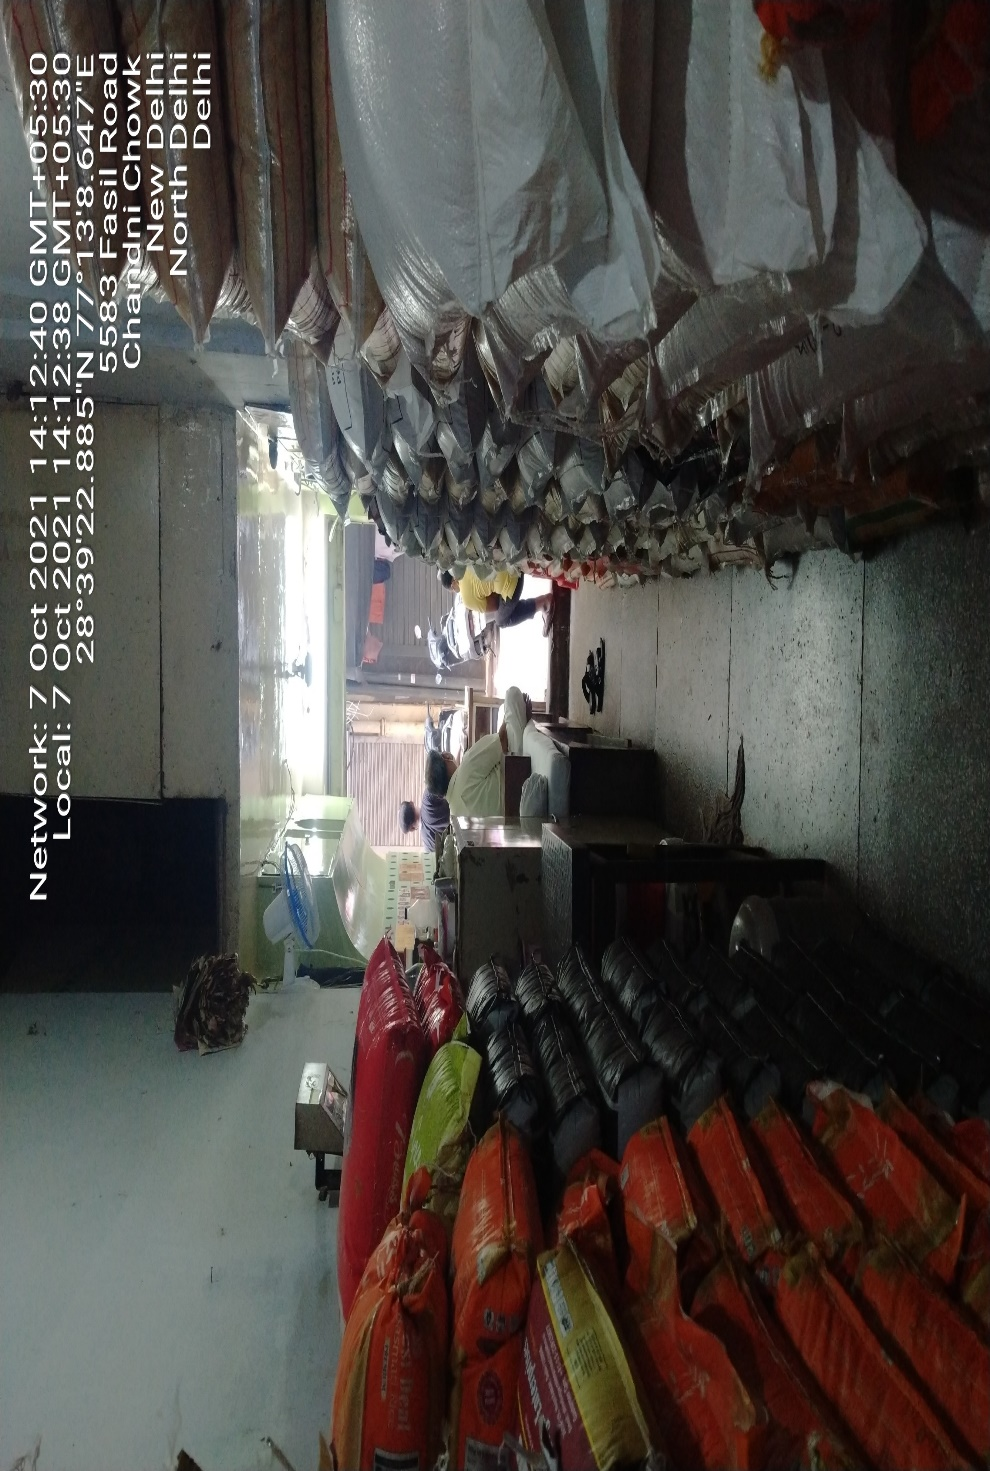 Network: 7 Oct 2021 14:12:40 GMT+05:30
Local: 7 Oct 2021 14:12:38 GMT+05:30
28°39'22.885"N 77°13'8.647"E
5583 Fasil Road
Chandni Chowk
New Delhi
North Delhi
Delhi